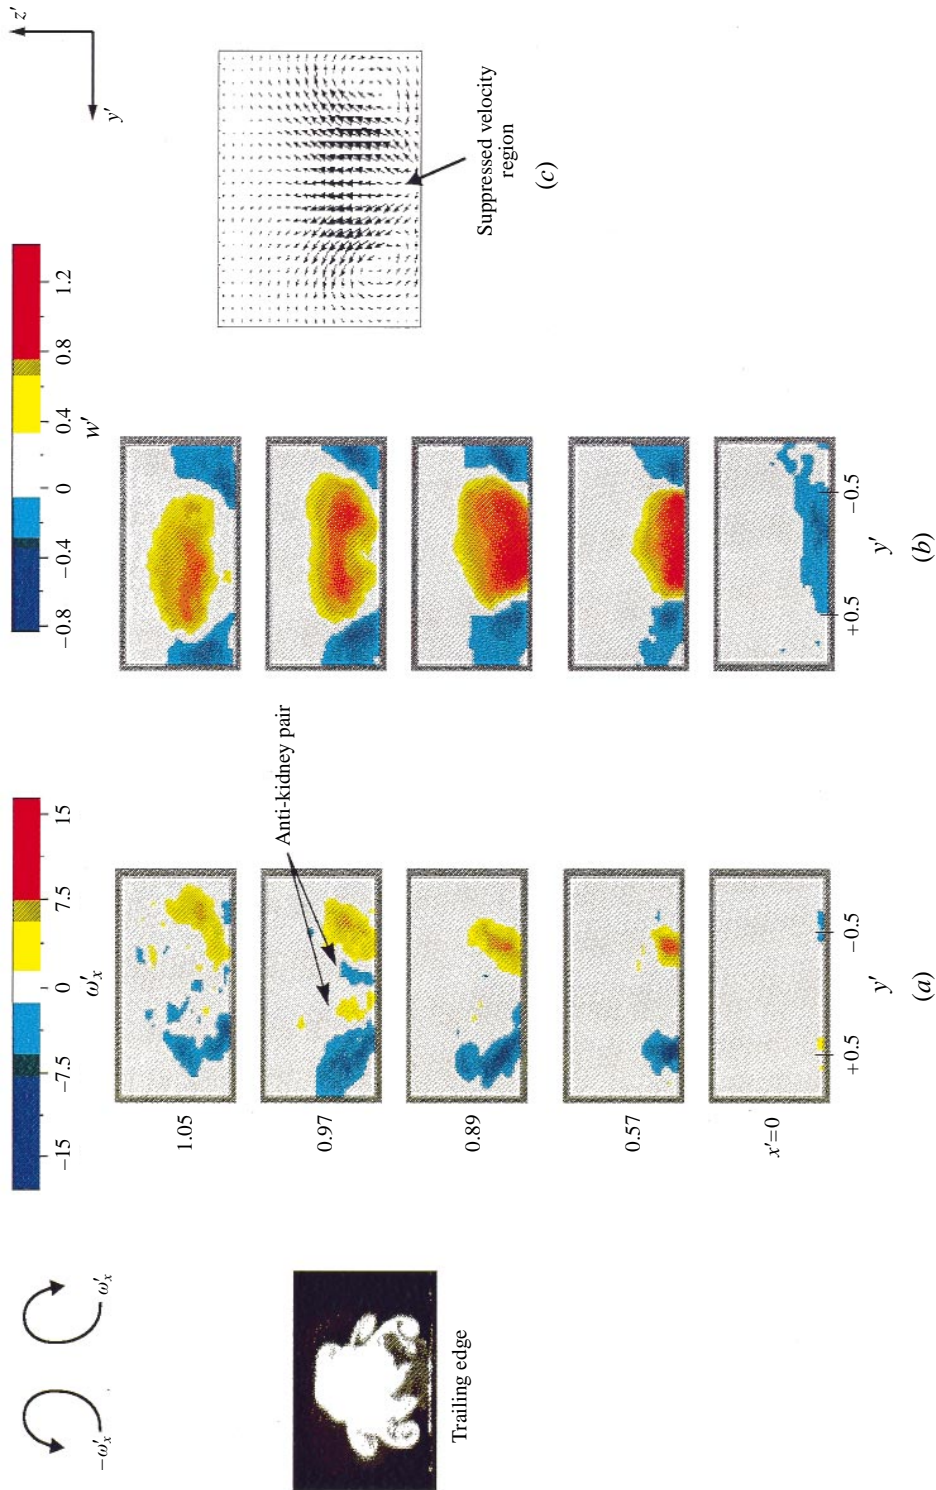 −ω′x
ω′x
−15
−7.5
0
7.5
15
ω′x
−0.8
−0.4
0
0.4
0.8
1.2
w′
z′
y′
1.05
0.97
0.89
0.57
x′=0
Anti-kidney pair
Trailing edge
+0.5
−0.5
y′
(a)
+0.5
−0.5
y′
(b)
Suppressed velocity
region
(c)